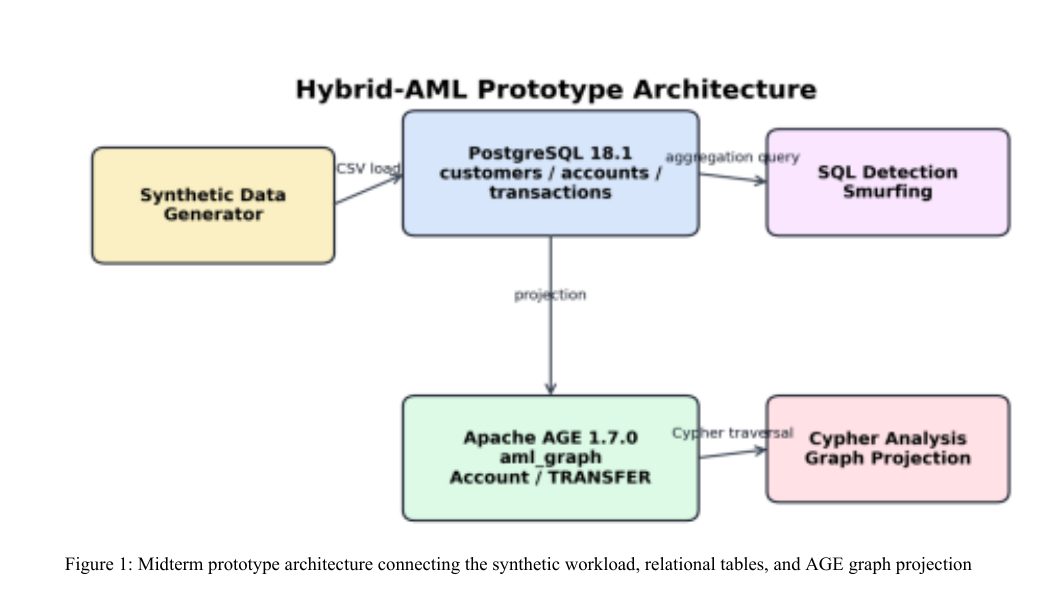 Hybrid-AML Prototype Architecture
Synthetic Data
Generator
CSV load
PostgreSQL 18.1
customers / accounts /
transactions
aggregation query
SQL Detection
Smurfing
projection
Apache AGE 1.7.0
aml_graph
Account / TRANSFER
Cypher traversal
Cypher Analysis
Graph Projection
Figure 1: Midterm prototype architecture connecting the synthetic workload, relational tables, and AGE graph projection